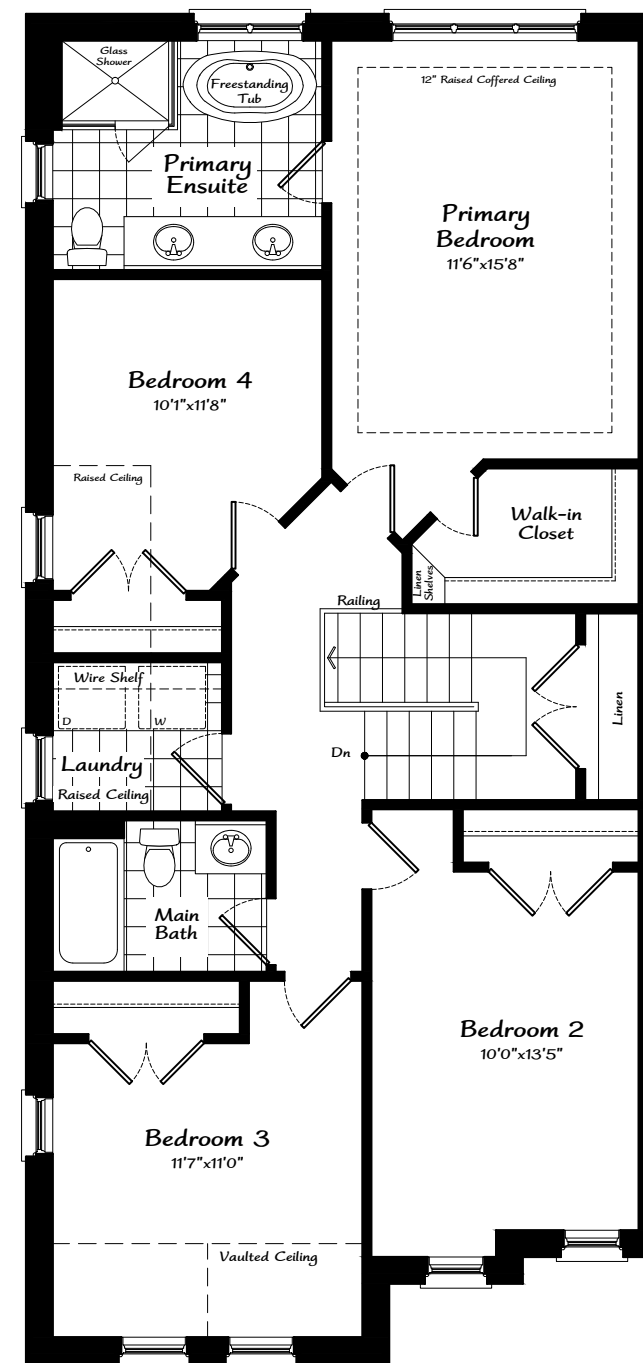 Glass
Shower
Freestanding
Tub
Primary
Ensuite
12" Raised Coffered Ceiling
Primary
Bedroom
11'6"x15'8"
Bedroom 4
10'1"x11'8"
Raised Ceiling
Walk-in
Closet
Linen
Shelves
Railing
Wire Shelf
D
W
Laundry
Raised Ceiling
Dn
Linen
Main
Bath
Bedroom 2
10'0"x13'5"
Bedroom 3
11'7"x11'0"
Vaulted Ceiling